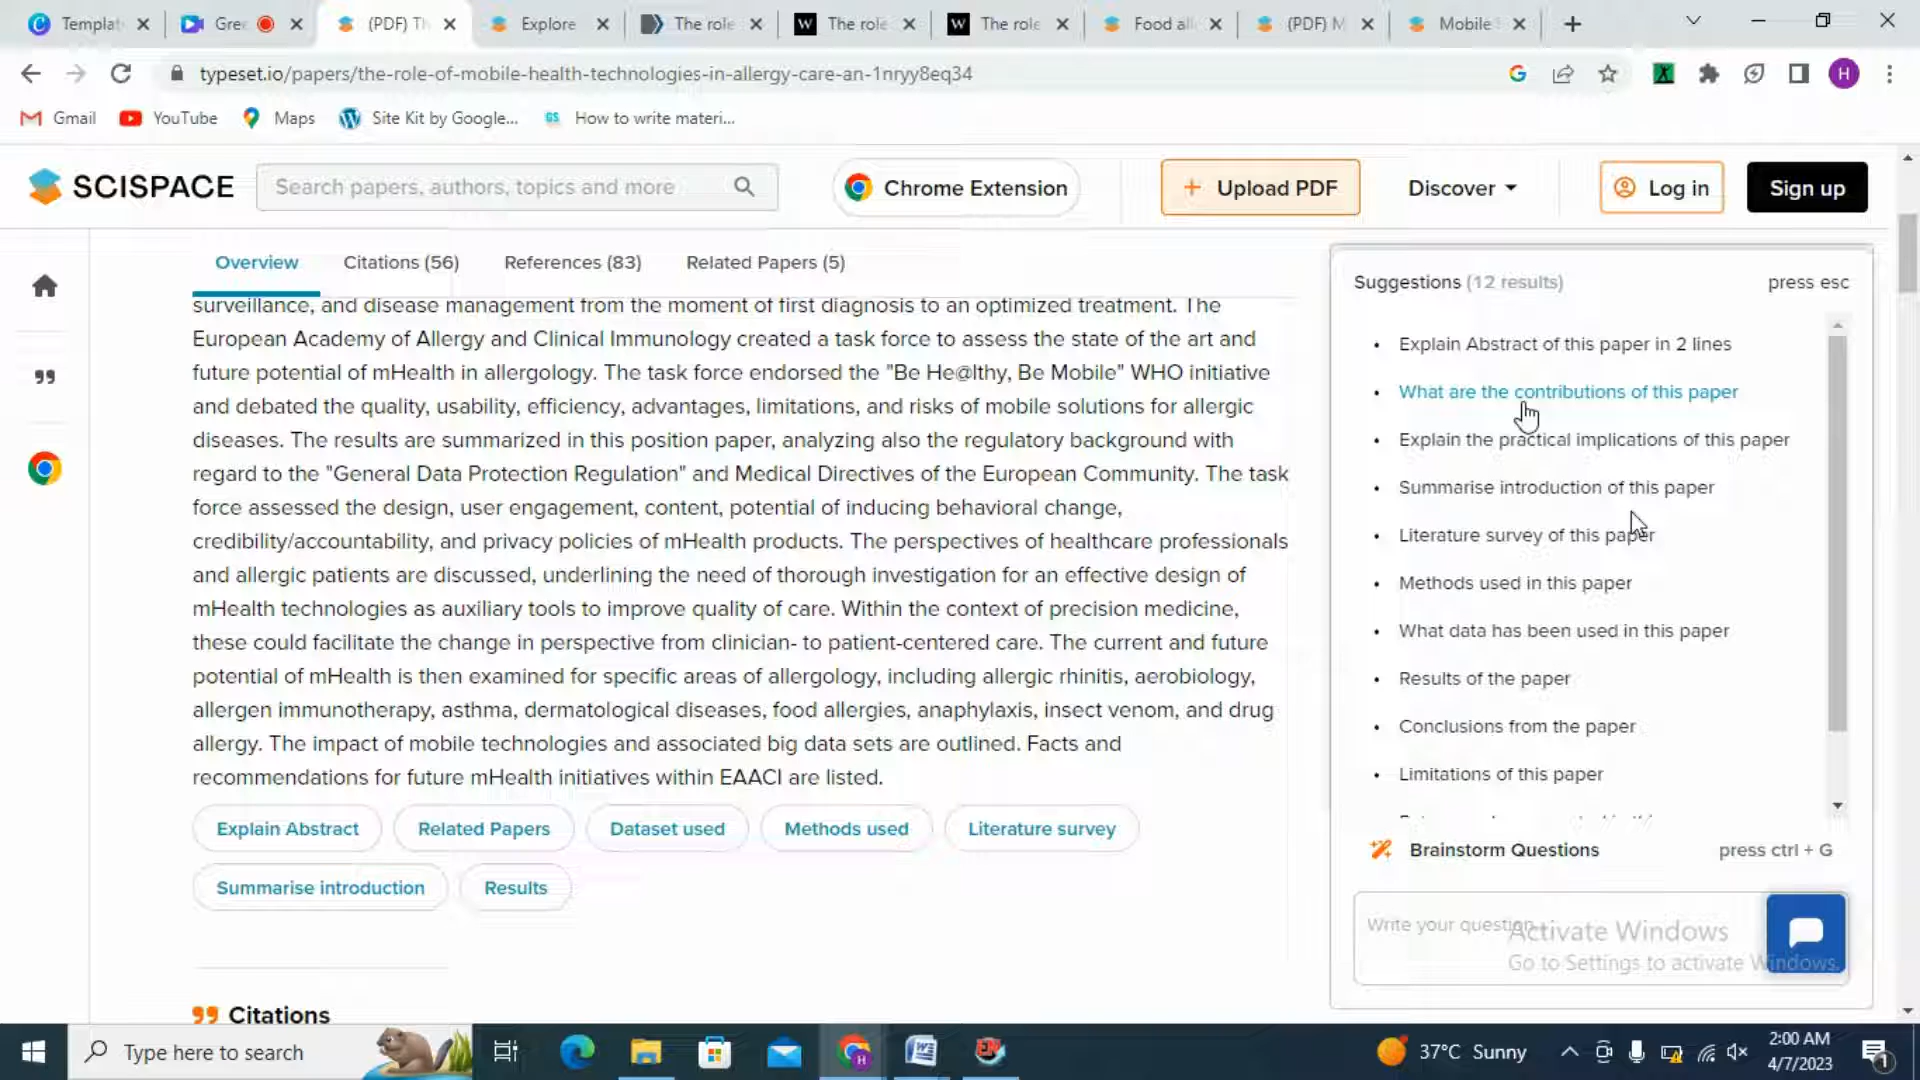 Templat
Gree
(PDF) Th
Explore
The role
The role
The role
Food all
(PDF) M
Mobile
typeset.io/papers/the-role-of-mobile-health-technologies-in-allergy-care-an-1nryy8eq34
H
Gmail
YouTube
Maps
Site Kit by Google...
GS How to write materi...
SCISPACE
Search papers, authors, topics and more
Chrome Extension
+ Upload PDF
Discover
Log in
Sign up
Overview
Citations (56)
References (83)
Related Papers (5)
surveillance, and disease management from the moment of first diagnosis to an optimized treatment. The
European Academy of Allergy and Clinical Immunology created a task force to assess the state of the art and
future potential of mHealth in allergology. The task force endorsed the "Be He@lthy, Be Mobile" WHO initiative
and debated the quality, usability, efficiency, advantages, limitations, and risks of mobile solutions for allergic
diseases. The results are summarized in this position paper, analyzing also the regulatory background with
regard to the "General Data Protection Regulation" and Medical Directives of the European Community. The task
force assessed the design, user engagement, content, potential of inducing behavioral change,
credibility/accountability, and privacy policies of mHealth products. The perspectives of healthcare professionals
and allergic patients are discussed, underlining the need of thorough investigation for an effective design of
mHealth technologies as auxiliary tools to improve quality of care. Within the context of precision medicine,
these could facilitate the change in perspective from clinician- to patient-centered care. The current and future
potential of mHealth is then examined for specific areas of allergology, including allergic rhinitis, aerobiology,
allergen immunotherapy, asthma, dermatological diseases, food allergies, anaphylaxis, insect venom, and drug
allergy. The impact of mobile technologies and associated big data sets are outlined. Facts and
recommendations for future mHealth initiatives within EAACI are listed.
Explain Abstract
Related Papers
Dataset used
Methods used
Literature survey
Summarise introduction
Results
Citations
Suggestions (12 results)
press esc
• Explain Abstract of this paper in 2 lines
• What are the contributions of this paper
• Explain the practical implications of this paper
• Summarise introduction of this paper
• Literature survey of this paper
• Methods used in this paper
• What data has been used in this paper
• Results of the paper
• Conclusions from the paper
• Limitations of this paper
Brainstorm Questions
press ctrl + G
Write your question
Activate Windows
Go to Settings to activate Windows.
Type here to search
37°C Sunny
2:00 AM
4/7/2023
1